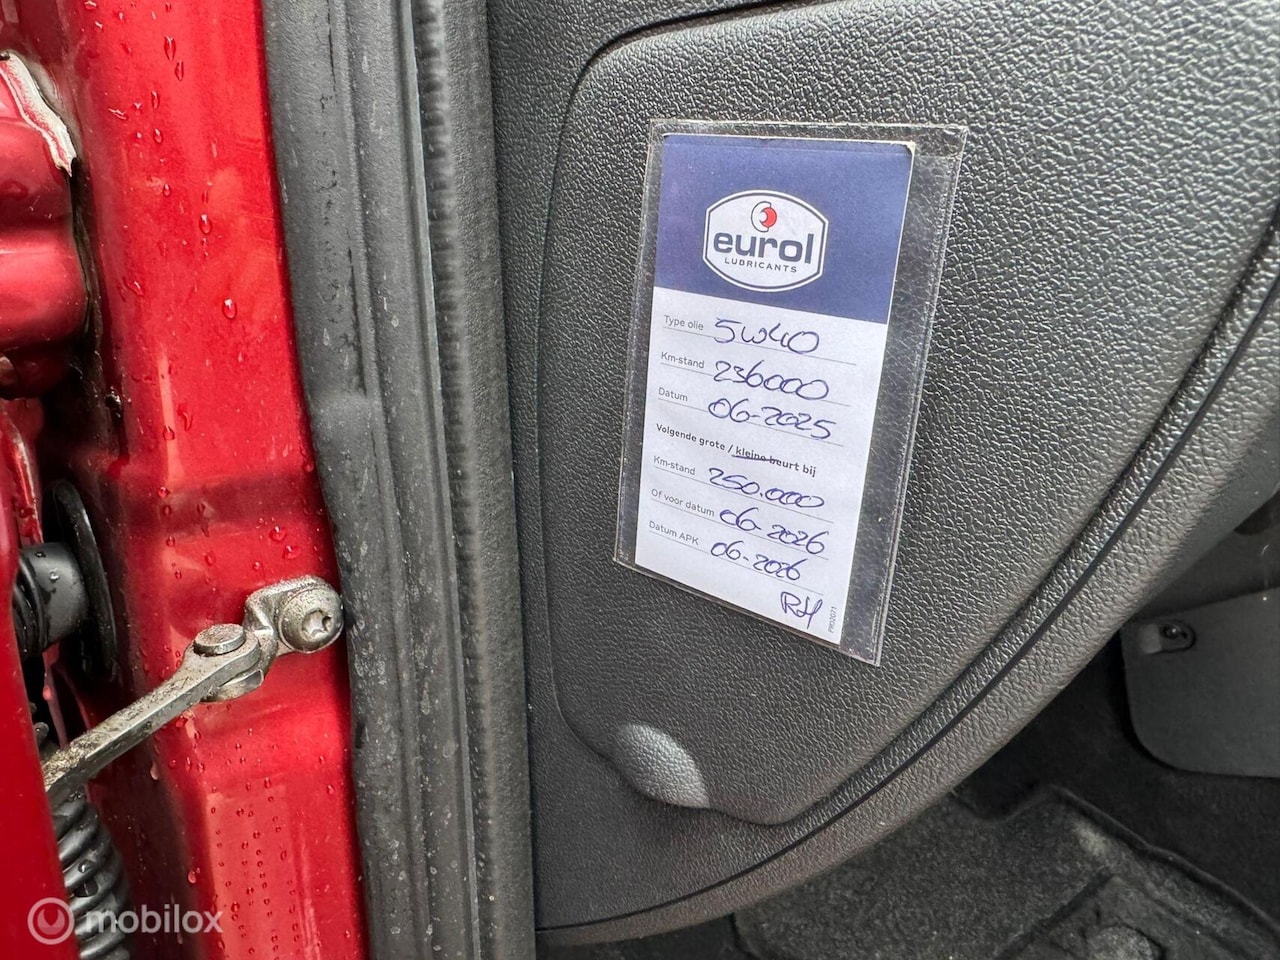 eurol
LUBRICANTS
Type olie 5W40
Km-stand 236000
Datum 06-2025
Volgende grote / kleine beurt bij
Km-stand 250.000
Of voor datum 06-2026
Datum APK 06-2026
RH
PR02071
mobilox